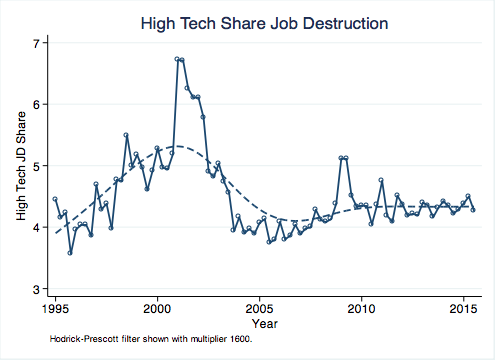 High Tech Share Job Destruction
7
6
5
4
3
High Tech JD Share
1995 2000 2005 2010 2015
Year
Hodrick-Prescott filter shown with multiplier 1600.